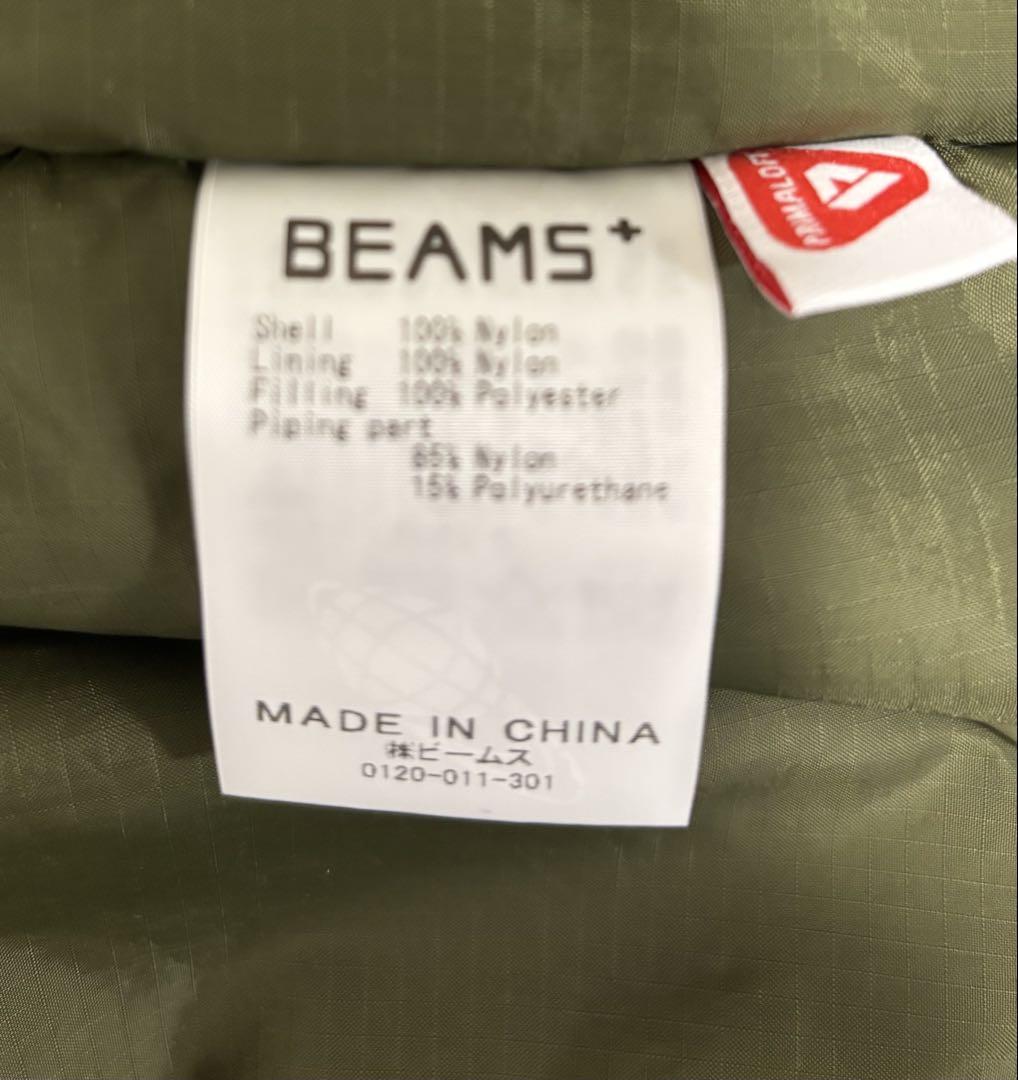 BEAMS+
Shell 100% Nylon
Lining 100% Nylon
Filling 100% Polyester
Piping part
85% Nylon
15% Polyurethane
MADE IN CHINA
㈱ビームス
0120-011-301
PRIMALOFT